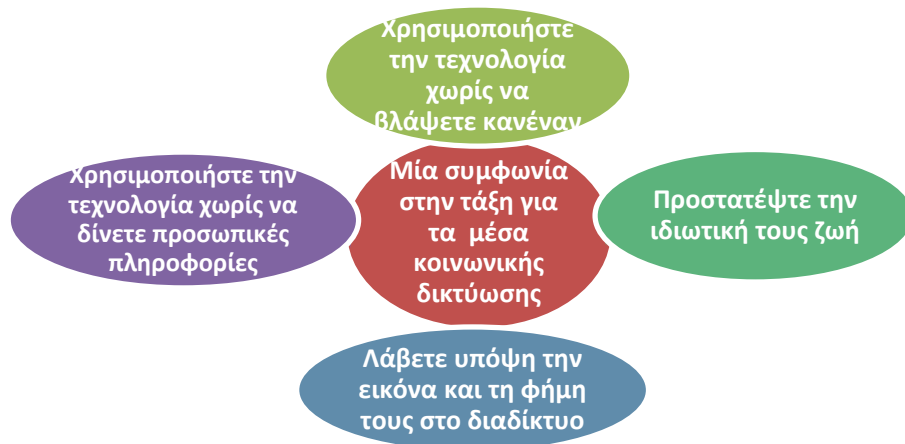 Χρησιμοποιήστε
την τεχνολογία
χωρίς να
βλάψετε κανέναν
Χρησιμοποιήστε την
τεχνολογία χωρίς να
δίνετε προσωπικές
πληροφορίες
Μία συμφωνία
στην τάξη για
τα μέσα
κοινωνικής
δικτύωσης
Προστατέψτε την
ιδιωτική τους ζωή
Λάβετε υπόψη την
εικόνα και τη φήμη
τους στο διαδίκτυο